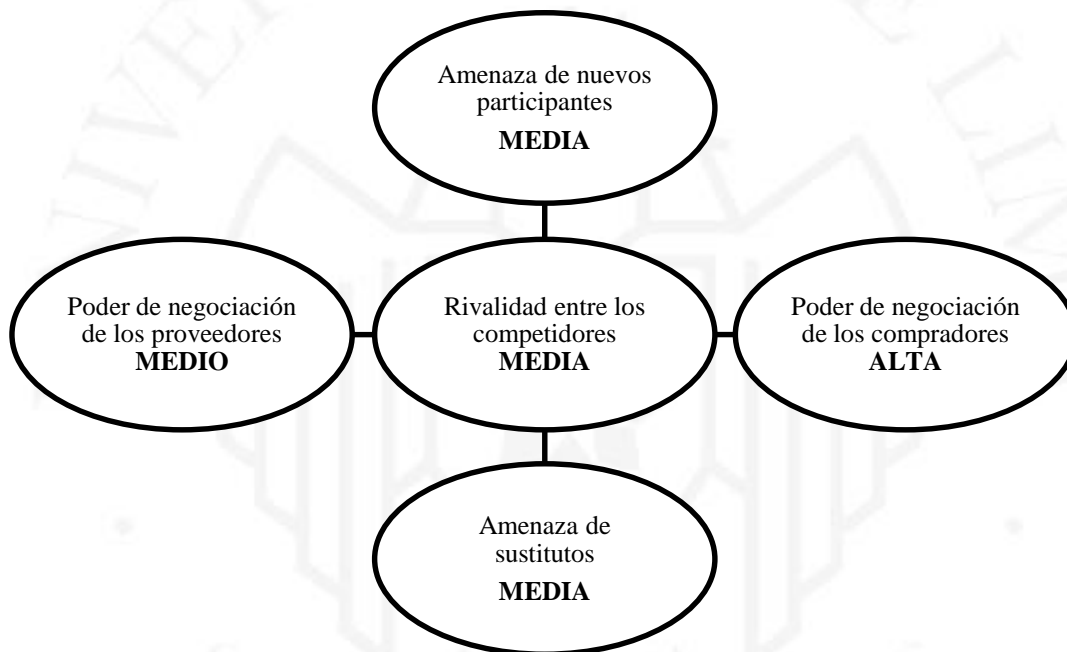 Amenaza de nuevos
participantes
MEDIA
Poder de negociación
de los proveedores
MEDIO
Rivalidad entre los
competidores
MEDIA
Poder de negociación
de los compradores
ALTA
Amenaza de
sustitutos
MEDIA